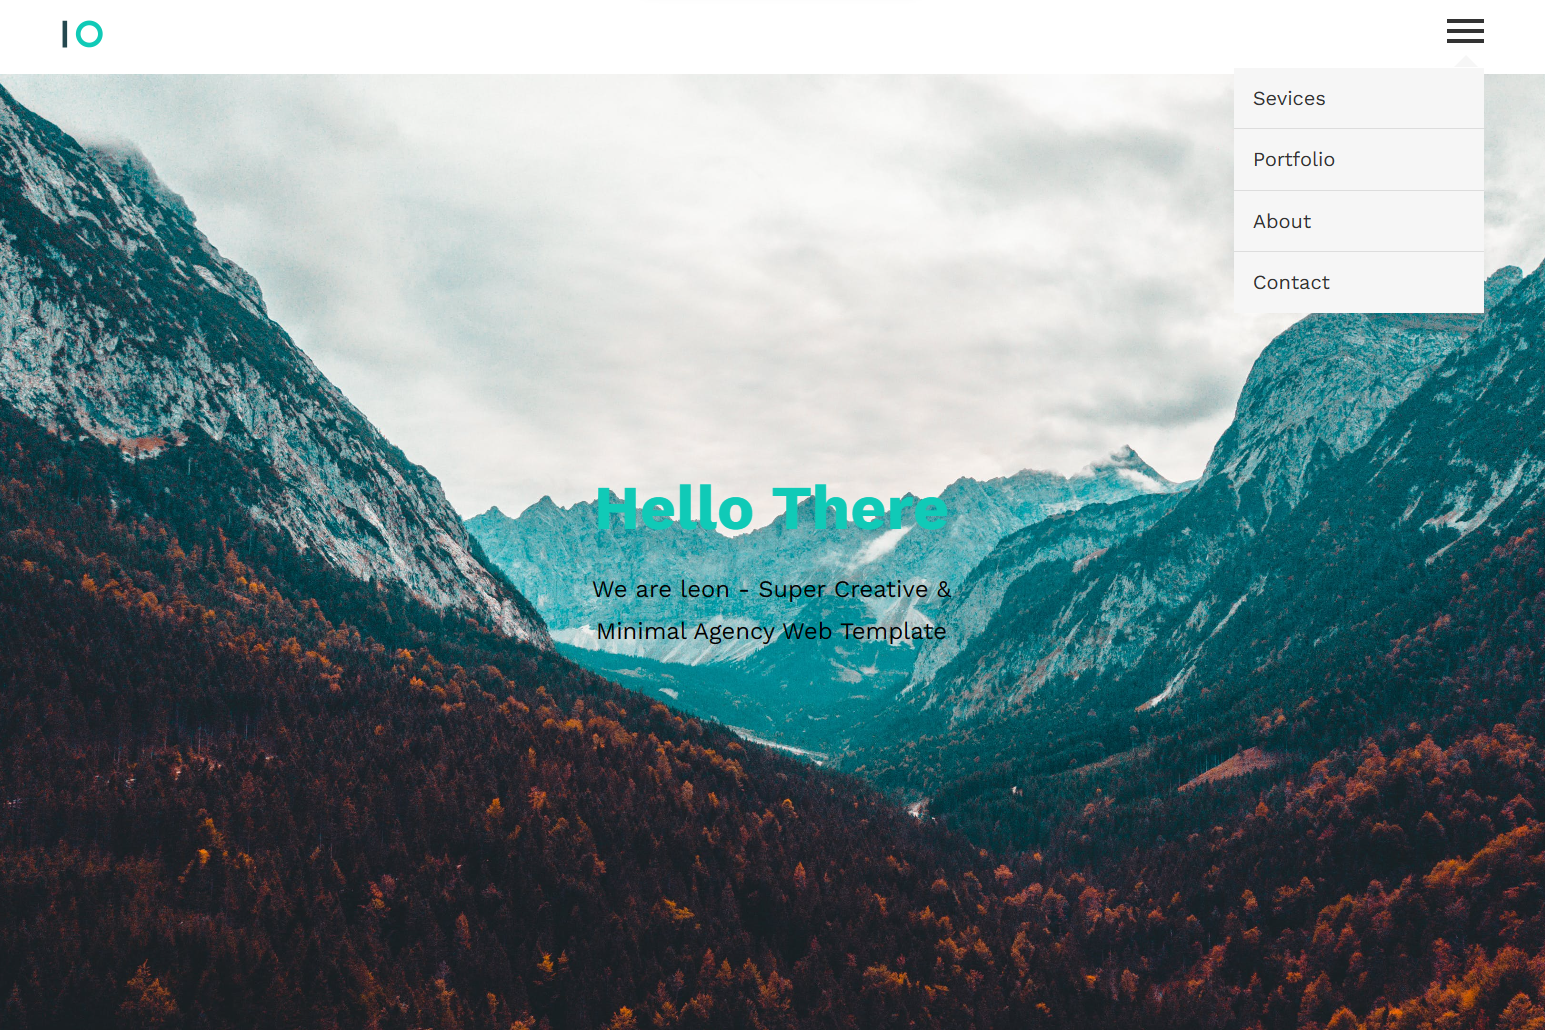 IO
Sevices
Portfolio
About
Contact
Hello There
We are leon - Super Creative &
Minimal Agency Web Template